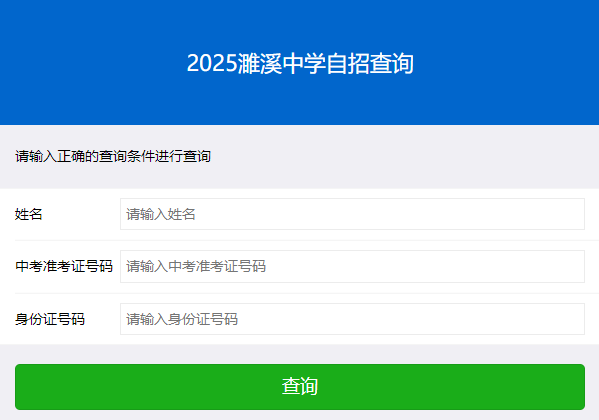 2025濉溪中学自招查询
请输入正确的查询条件进行查询
姓名 请输入姓名
中考准考证号码 请输入中考准考证号码
身份证号码 请输入身份证号码
查询